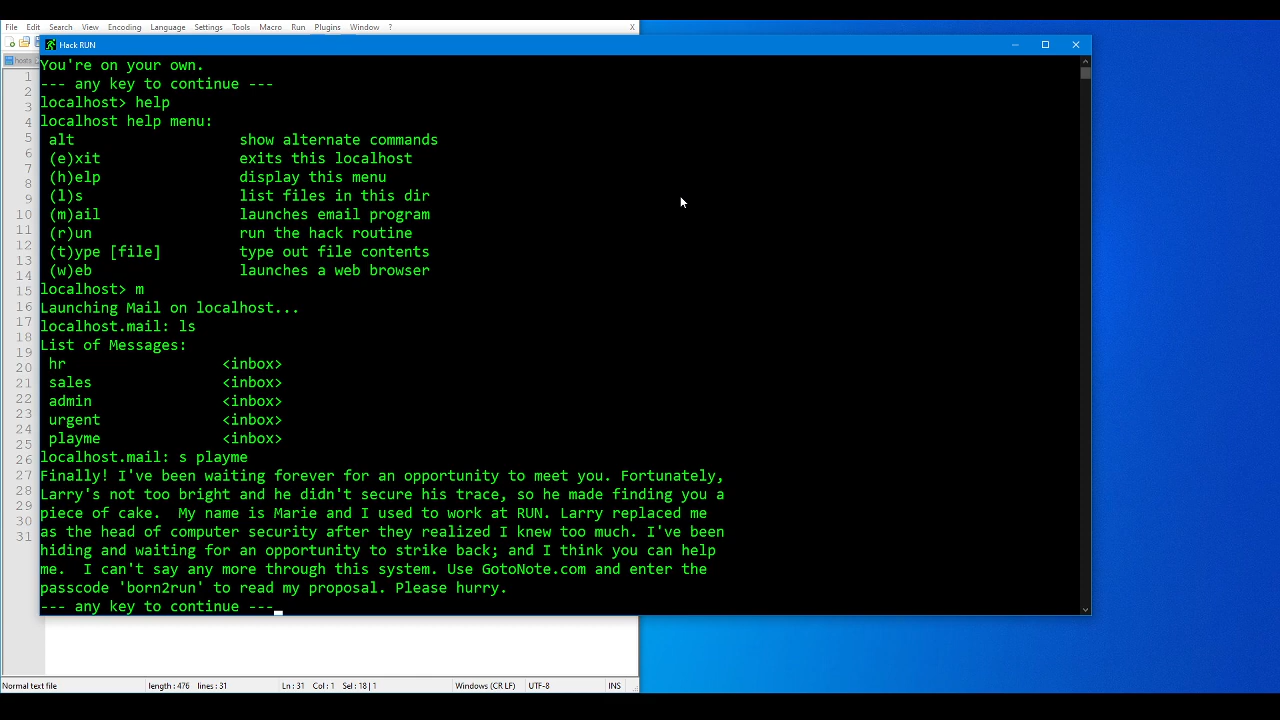 File Edit Search View Encoding Language Settings Tools Macro Run Plugins Window ? X
Hack RUN
hosts
1
2
3
4
5
6
7
8
9
10
11
12
13
14
15
16
17
18
19
20
21
22
23
24
25
26
27
28
29
30
31
You're on your own.
--- any key to continue ---
localhost> help
localhost help menu:
alt show alternate commands
(e)xit exits this localhost
(h)elp display this menu
(l)s list files in this dir
(m)ail launches email program
(r)un run the hack routine
(t)ype [file] type out file contents
(w)eb launches a web browser
localhost> m
Launching Mail on localhost...
localhost.mail: ls
List of Messages:
hr <inbox>
sales <inbox>
admin <inbox>
urgent <inbox>
playme <inbox>
localhost.mail: s playme
Finally! I've been waiting forever for an opportunity to meet you. Fortunately,
Larry's not too bright and he didn't secure his trace, so he made finding you a
piece of cake.  My name is Marie and I used to work at RUN. Larry replaced me
as the head of computer security after they realized I knew too much. I've been
hiding and waiting for an opportunity to strike back; and I think you can help
me.  I can't say any more through this system. Use GotoNote.com and enter the
passcode 'born2run' to read my proposal. Please hurry.
--- any key to continue ---
Normal text file length : 476 lines : 31 Ln : 31 Col : 1 Sel : 18 | 1 Windows (CR LF) UTF-8 INS